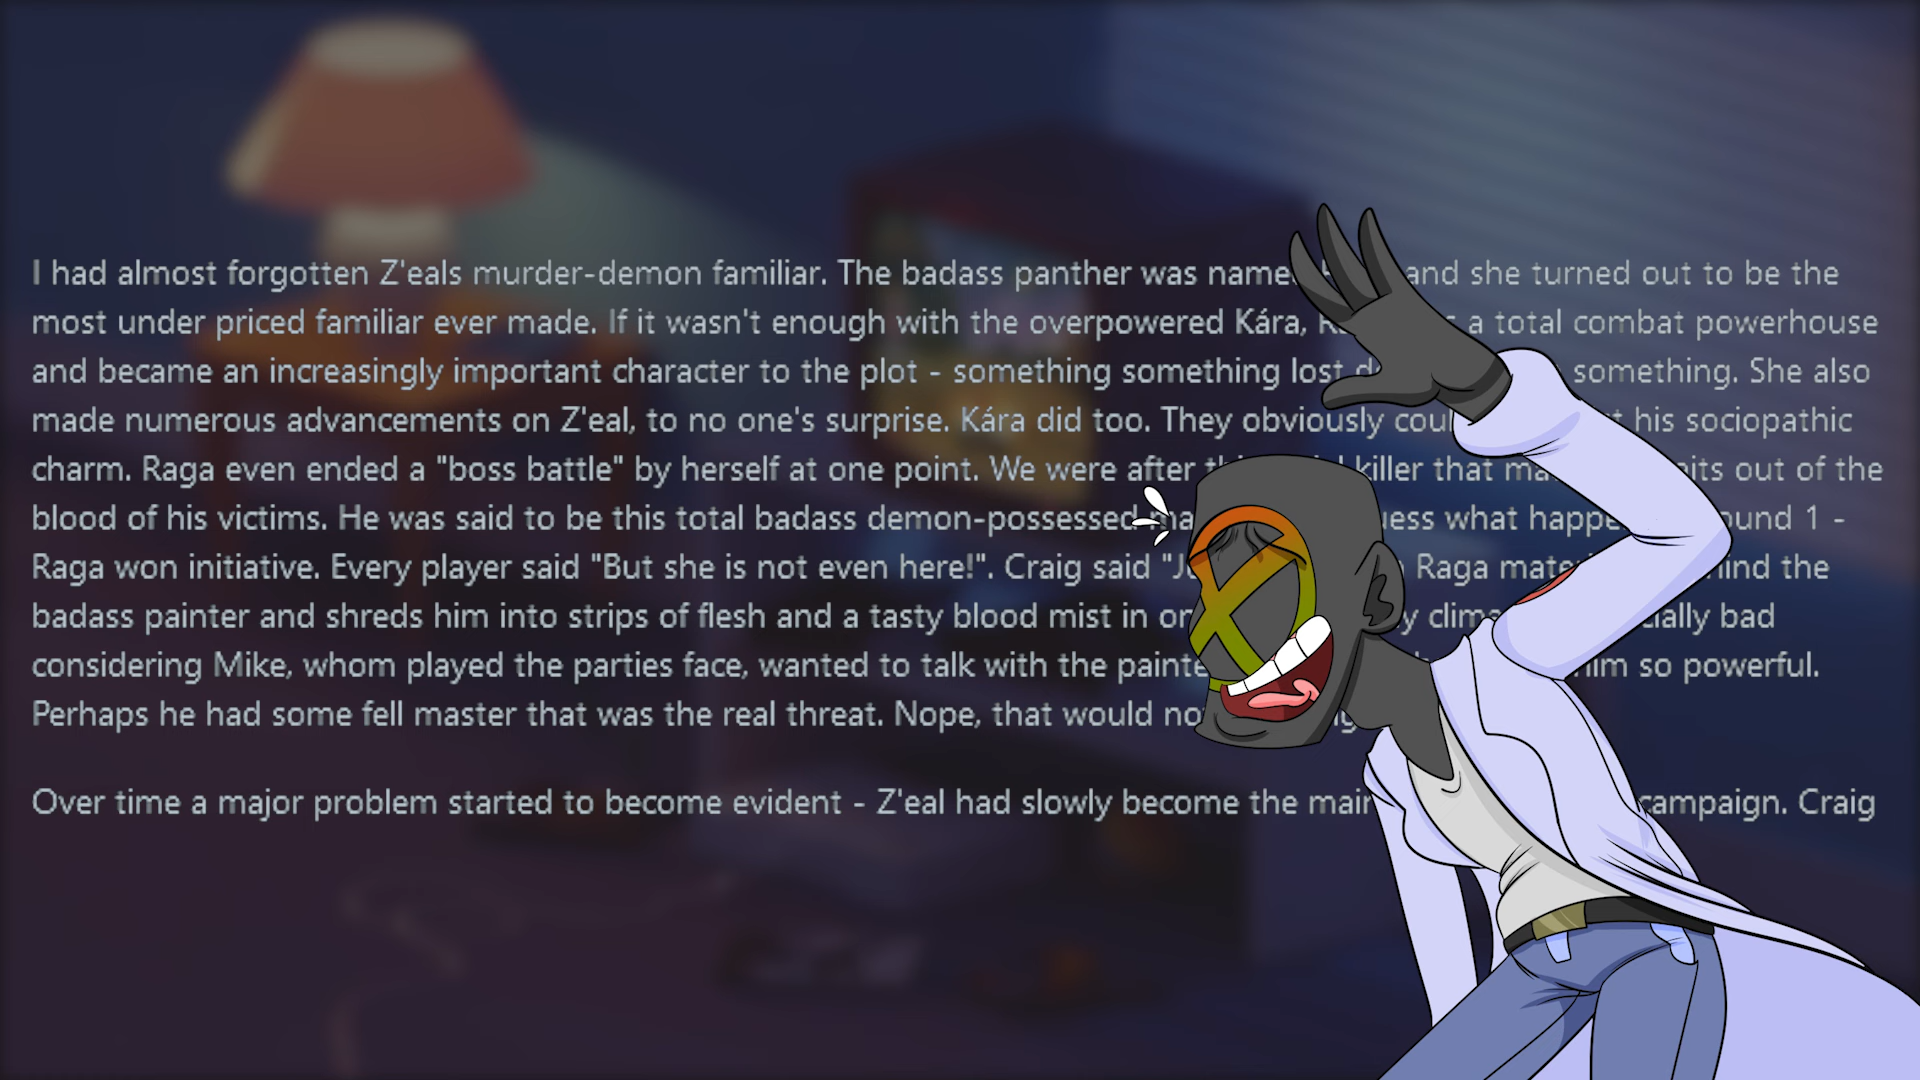 I had almost forgotten Z'eals murder-demon familiar. The badass panther was and she turned out to be the
most under priced familiar ever made. If it wasn't enough with the overpowered Kára, a total combat powerhouse
and became an increasingly important character to the plot - something something lost something. She also
made numerous advancements on Z'eal, to no one's surprise. Kára did too. They obviously his sociopathic
charm. Raga even ended a "boss battle" by herself at one point. We were after killer that out of the
blood of his victims. He was said to be this total badass demon-possessed what 1 -
Raga won initiative. Every player said "But she is not even here!". Craig said Raga the
badass painter and shreds him into strips of flesh and a tasty blood mist in bad
considering Mike, whom played the parties face, wanted to talk with the so powerful.
Perhaps he had some fell master that was the real threat. Nope, that would
Over time a major problem started to become evident - Z'eal had slowly become the campaign. Craig